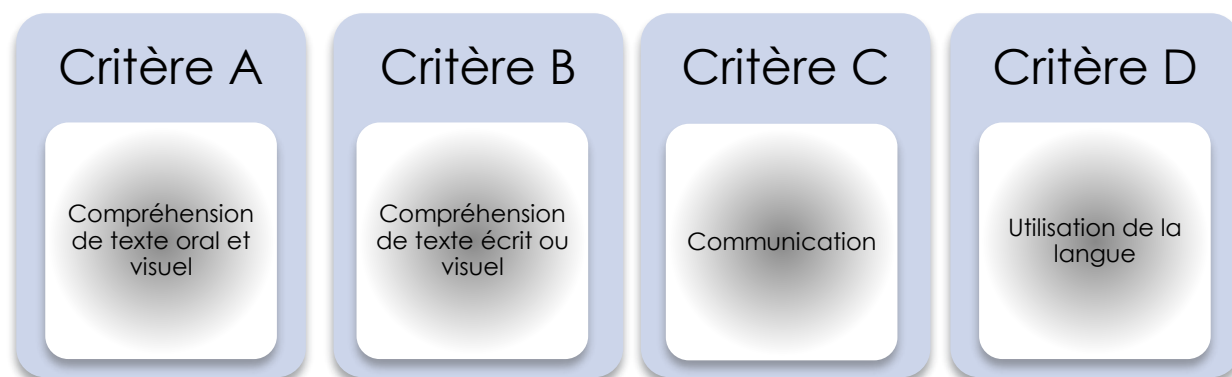 Critère A
Compréhension
de texte oral et
visuel
Critère B
Compréhension
de texte écrit ou
visuel
Critère C
Communication
Critère D
Utilisation de la
langue